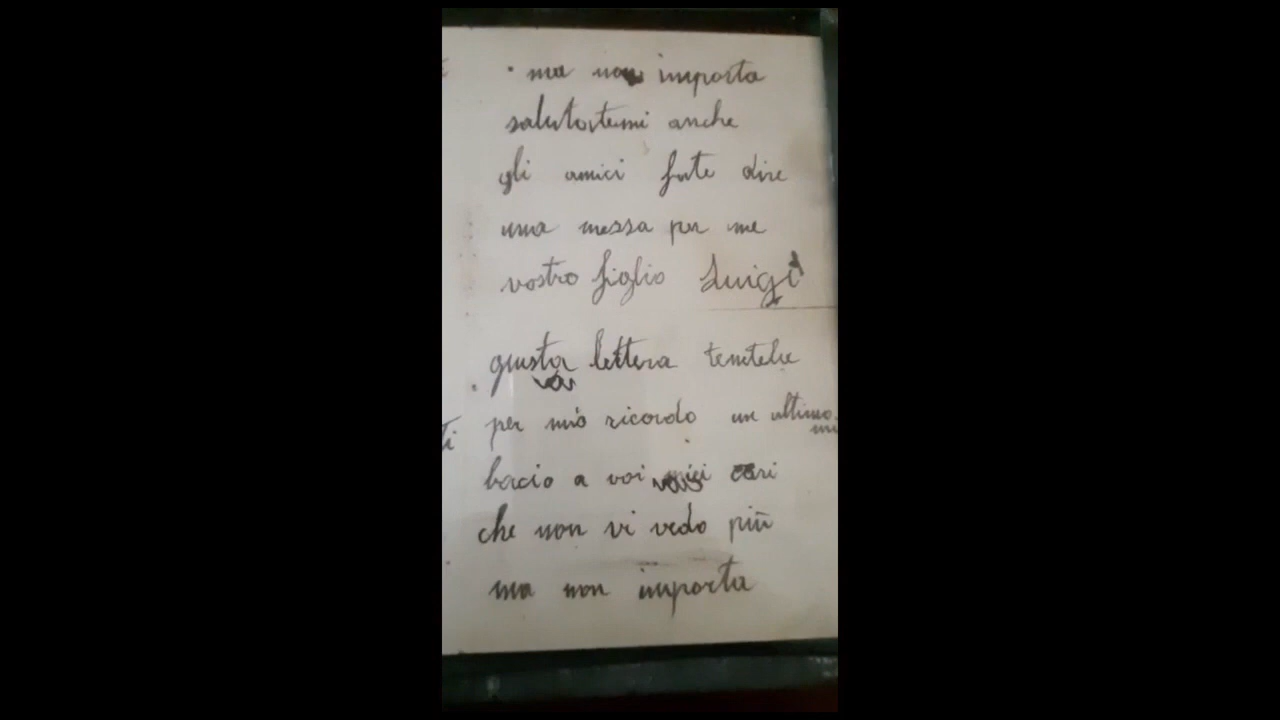 ma non importa
salutatemi anche
gli amici fate dire
una messa per me
vostro figlio Luigi
questa lettera tenetela
per mio ricordo un ultimo
bacio a voi miei cari
che non vi vedo più
ma non importa